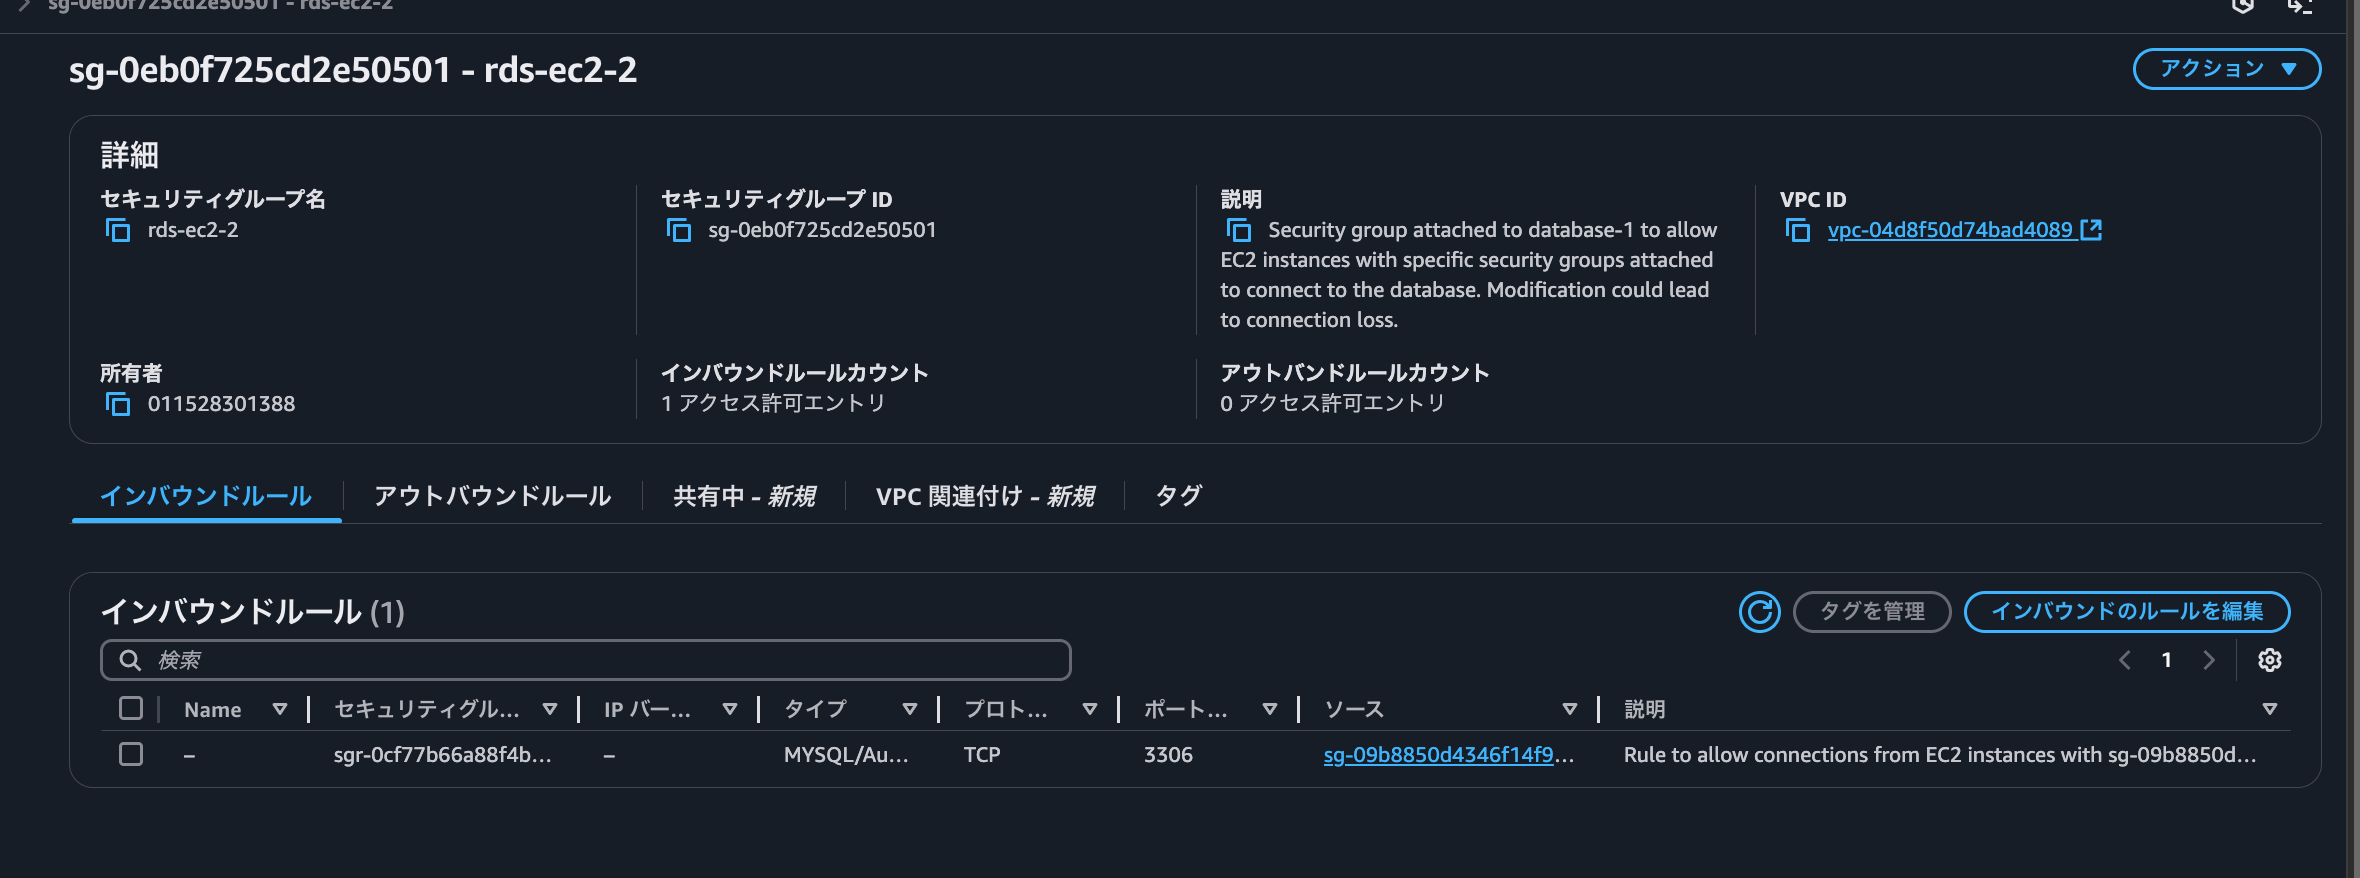 sg-0eb0f725cd2e50501 - rds-ec2-2
sg-0eb0f725cd2e50501 - rds-ec2-2
アクション
詳細
セキュリティグループ名
rds-ec2-2
セキュリティグループ ID
sg-0eb0f725cd2e50501
説明
Security group attached to database-1 to allow
EC2 instances with specific security groups attached
to connect to the database. Modification could lead
to connection loss.
VPC ID
vpc-04d8f50d74bad4089
所有者
011528301388
インバウンドルールカウント
1 アクセス許可エントリ
アウトバンドルールカウント
0 アクセス許可エントリ
インバウンドルール アウトバウンドルール 共有中 - 新規 VPC 関連付け - 新規 タグ
インバウンドルール (1)
タグを管理 インバウンドのルールを編集
検索
1
Name セキュリティグル... IP バー... タイプ プロト... ポート... ソース 説明
– sgr-0cf77b66a88f4b... – MYSQL/Au... TCP 3306 sg-09b8850d4346f14f9... Rule to allow connections from EC2 instances with sg-09b8850d...